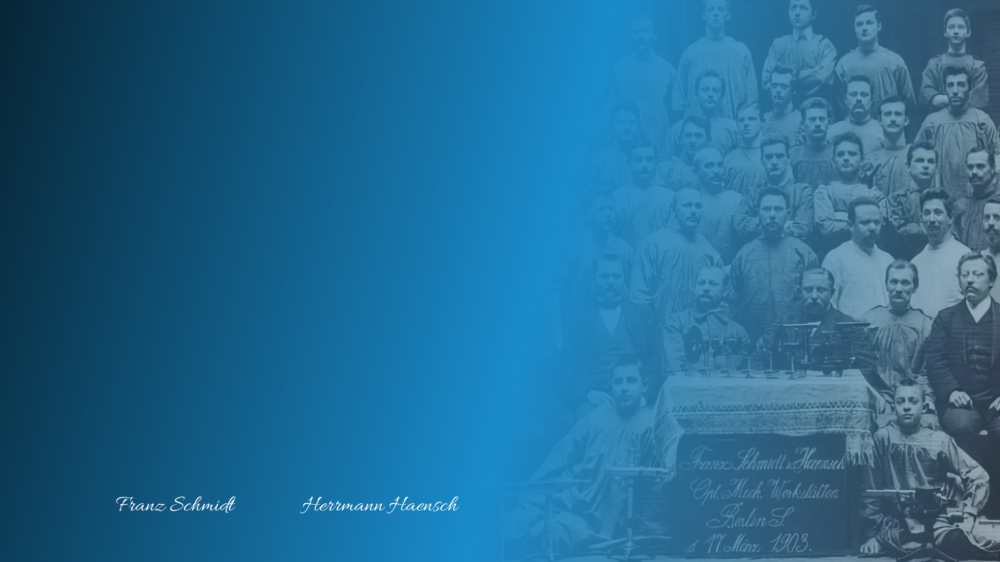 Franz Schmidt
Herrmann Haensch
Franz Schmidt u. Haensch
Opt. Mech. Werkstätten
Berlin S.
d. 17. März 1903.